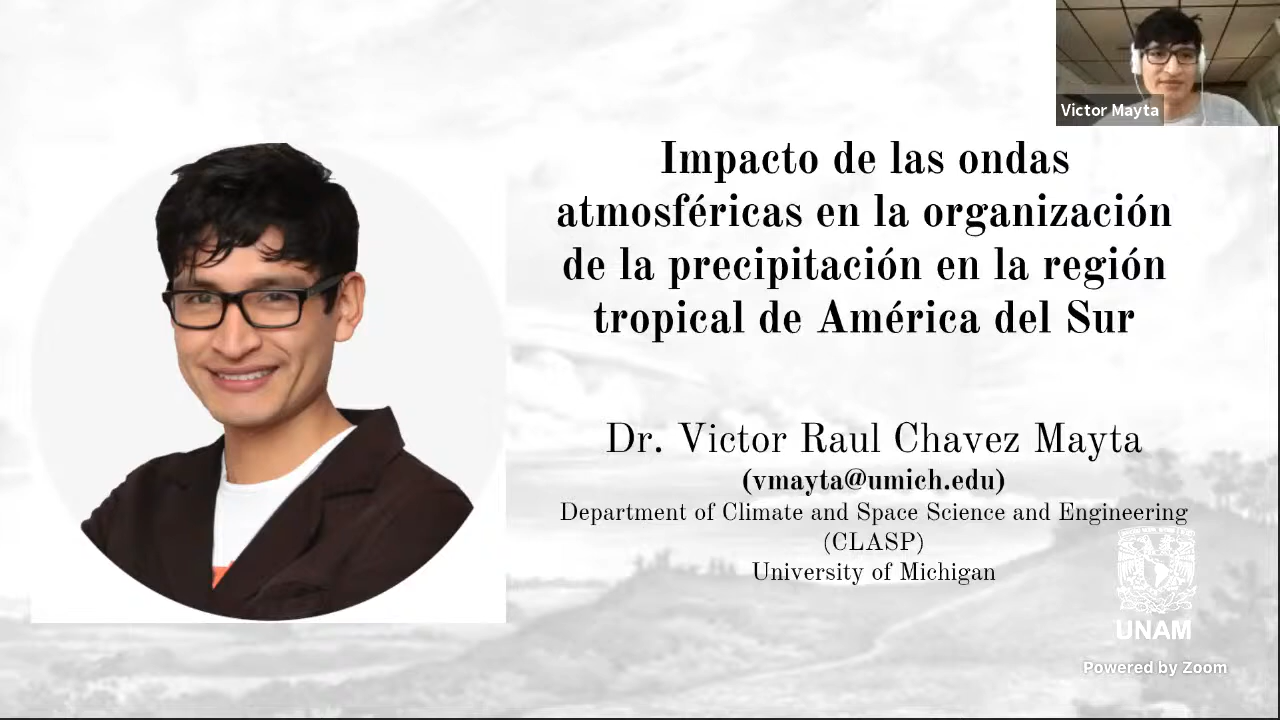 Victor Mayta
Impacto de las ondas
atmosféricas en la organización
de la precipitación en la región
tropical de América del Sur
Dr. Victor Raul Chavez Mayta
(vmayta@umich.edu)
Department of Climate and Space Science and Engineering
(CLASP)
University of Michigan
UNAM
Powered by Zoom